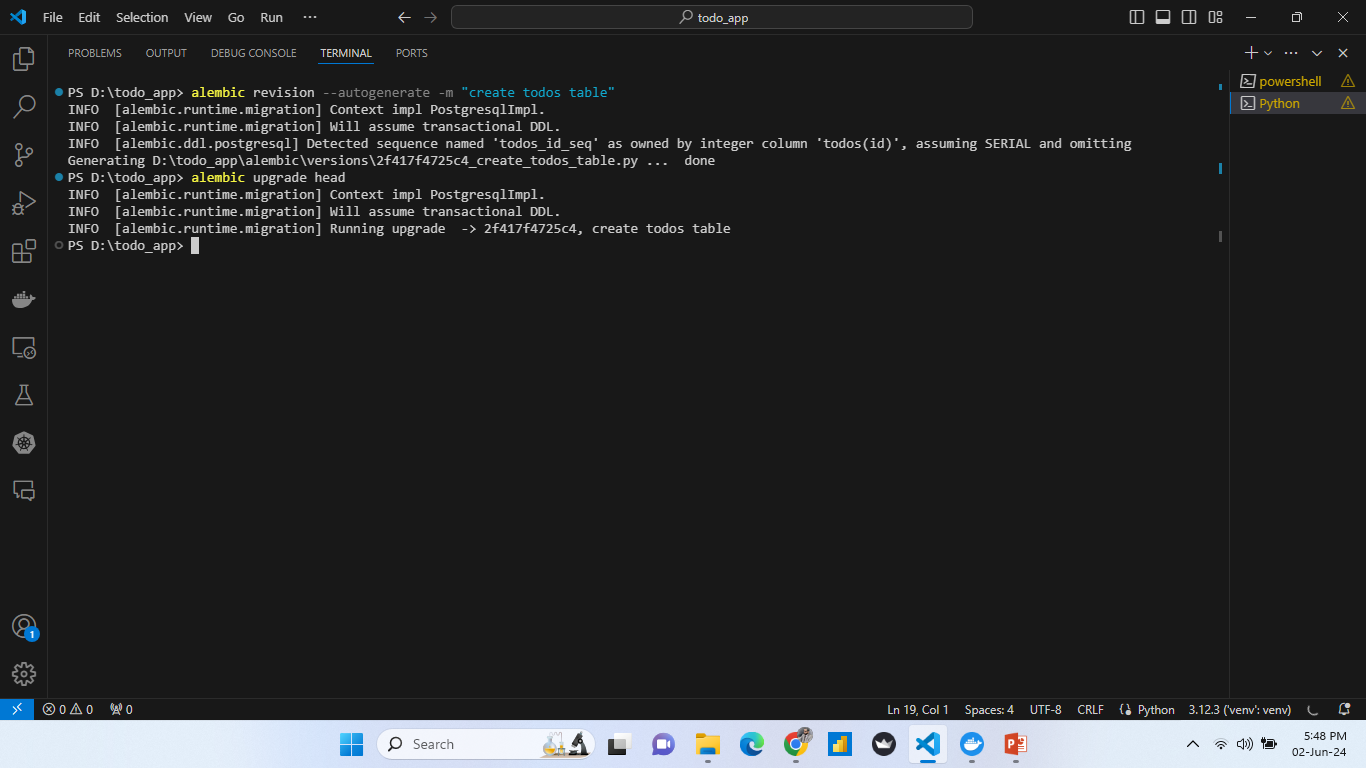 File Edit Selection View Go Run ···
todo_app
PROBLEMS OUTPUT DEBUG CONSOLE TERMINAL PORTS
PS D:\todo_app> alembic revision --autogenerate -m "create todos table"
INFO  [alembic.runtime.migration] Context impl PostgresqlImpl.
INFO  [alembic.runtime.migration] Will assume transactional DDL.
INFO  [alembic.ddl.postgresql] Detected sequence named 'todos_id_seq' as owned by integer column 'todos(id)', assuming SERIAL and omitting
Generating D:\todo_app\alembic\versions\2f417f4725c4_create_todos_table.py ...  done
PS D:\todo_app> alembic upgrade head
INFO  [alembic.runtime.migration] Context impl PostgresqlImpl.
INFO  [alembic.runtime.migration] Will assume transactional DDL.
INFO  [alembic.runtime.migration] Running upgrade  -> 2f417f4725c4, create todos table
PS D:\todo_app>
powershell
Python
1
0 0 0
Ln 19, Col 1 Spaces: 4 UTF-8 CRLF Python 3.12.3 ('venv': venv)
Search
5:48 PM
02-Jun-24